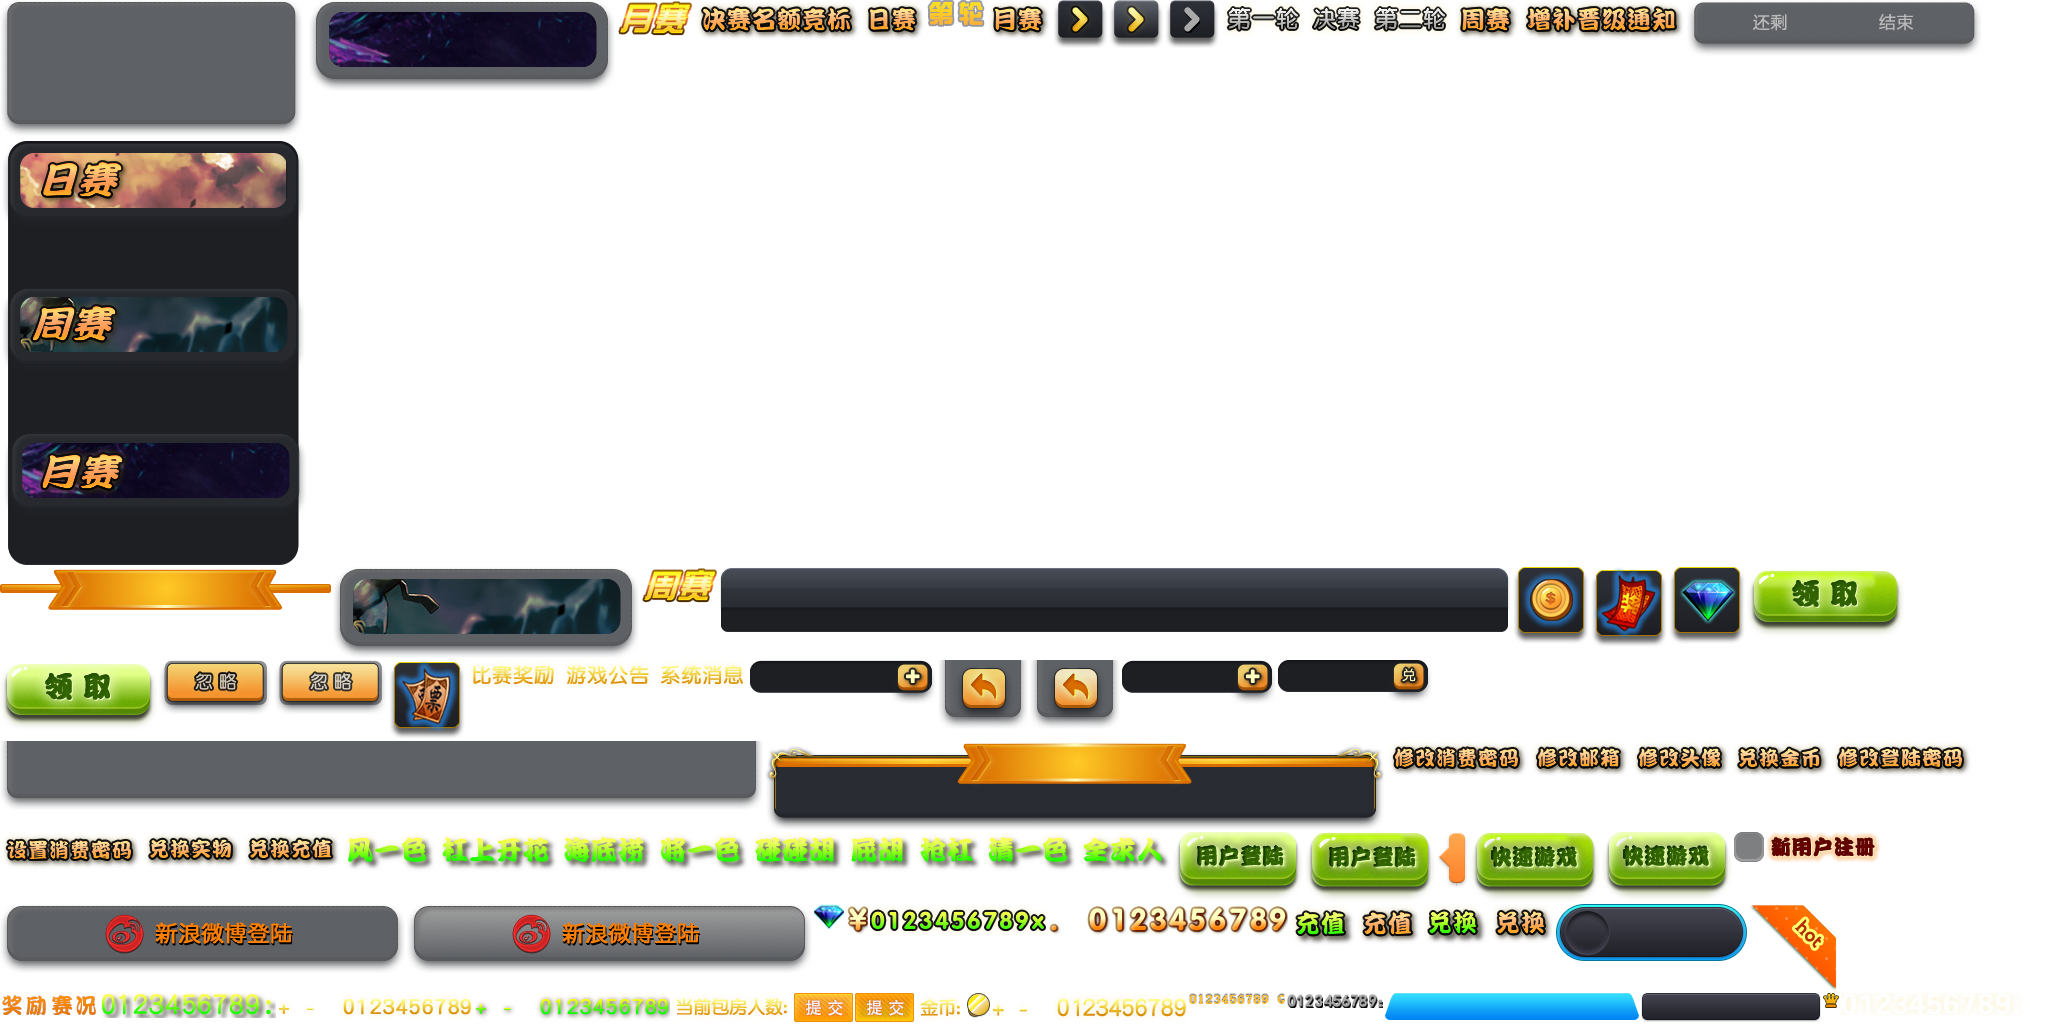 月赛 决赛名额竞标 日赛 第轮 月赛 第一轮 决赛 第二轮 周赛 增补晋级通知 还剩 结束
日赛
周赛
月赛
周赛 领取
领取 忽略 忽略 票 比赛奖励 游戏公告 系统消息 兑
修改消费密码 修改邮箱 修改头像 兑换金币 修改登陆密码
设置消费密码 兑换实物 兑换充值 风一色 杠上开花 海底捞 将一色 碰碰胡 屁胡 抢杠 清一色 全求人 用户登陆 用户登陆 快速游戏 快速游戏 新用户注册
新浪微博登陆 新浪微博登陆 ¥0123456789x. 0123456789 充值 充值 兑换 兑换 hot
奖励 赛况 0123456789:+ - 0123456789+ - 0123456789 当前包房人数: 提交 提交 金币: + - 0123456789 0123456789 0123456789: 0123456789